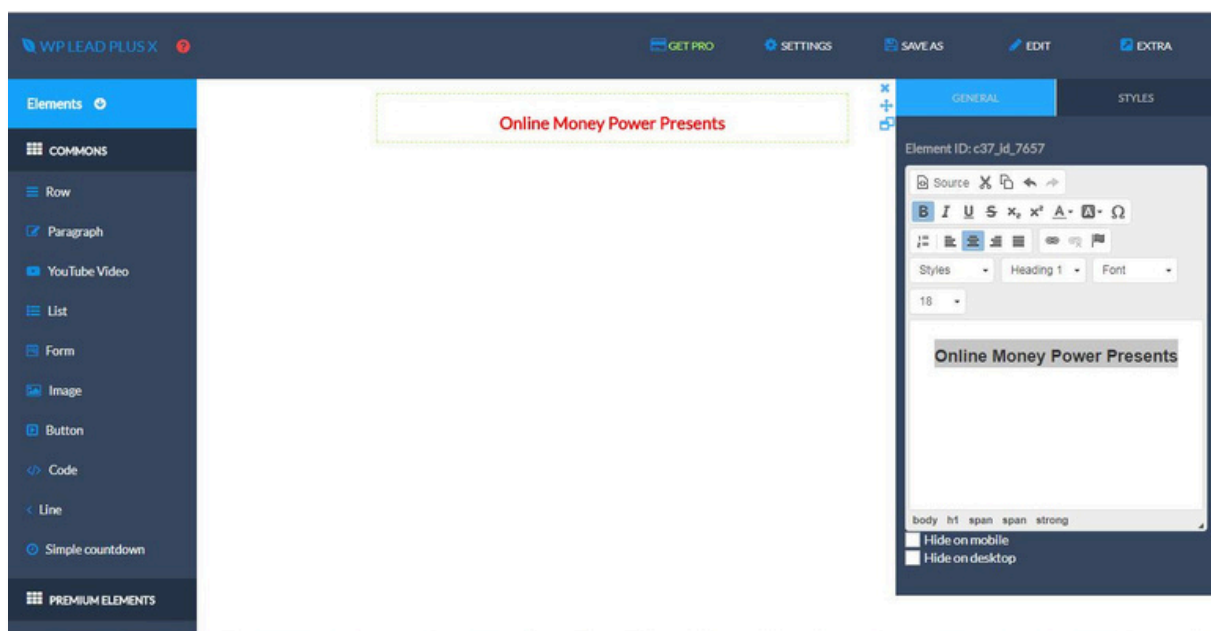 WP LEAD PLUS X ?
GET PRO
SETTINGS
SAVE AS
EDIT
EXTRA
Elements
COMMONS
Row
Paragraph
YouTube Video
List
Form
Image
Button
Code
Line
Simple countdown
PREMIUM ELEMENTS
Online Money Power Presents
GENERAL
STYLES
Element ID: c37_id_7657
Source
B I U S x₂ x² A A Ω
Styles Heading 1 Font
18
Online Money Power Presents
body h1 span span strong
Hide on mobile
Hide on desktop